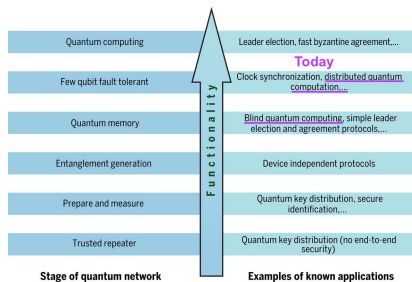 Quantum computing
Leader election, fast byzantine agreement,...
Today
Few qubit fault tolerant
Clock synchronization, distributed quantum
computation,...
Quantum memory
Blind quantum computing, simple leader
election and agreement protocols,...
Entanglement generation
Device independent protocols
Prepare and measure
Quantum key distribution, secure
identification,...
Trusted repeater
Quantum key distribution (no end-to-end
security)
Functionality
Stage of quantum network
Examples of known applications